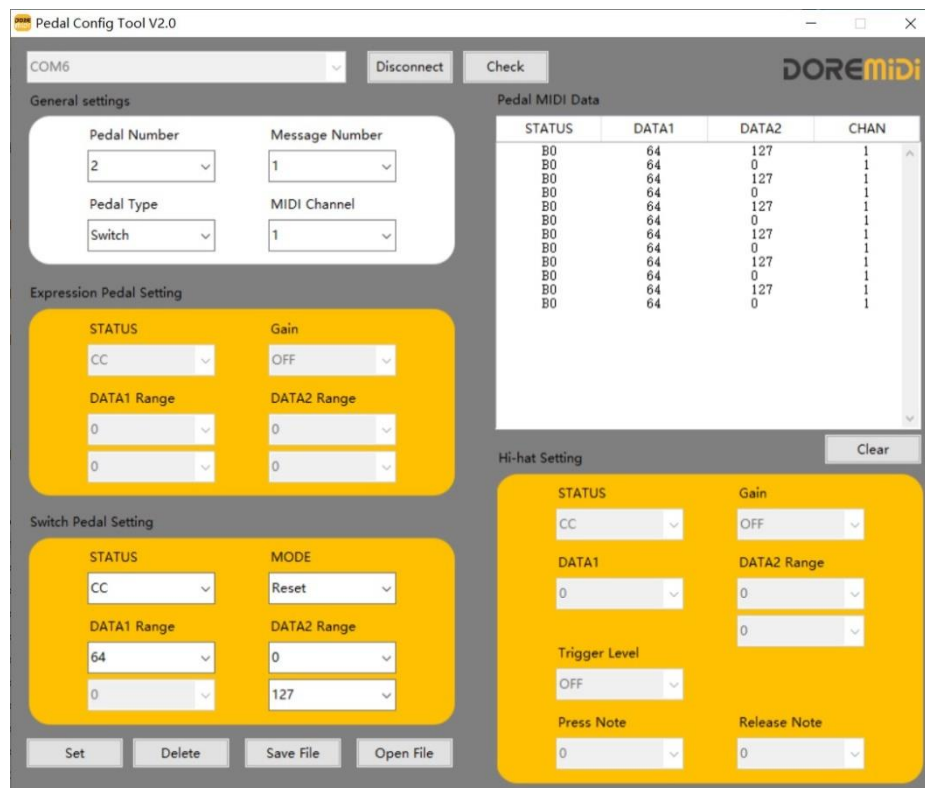 Pedal Config Tool V2.0
COM6 Disconnect Check DOREMiDi
General settings
Pedal Number Message Number
2 1
Pedal Type MIDI Channel
Switch 1
Expression Pedal Setting
STATUS Gain
CC OFF
DATA1 Range DATA2 Range
0 0
0 0
Switch Pedal Setting
STATUS MODE
CC Reset
DATA1 Range DATA2 Range
64 0
0 127
Set Delete Save File Open File
Pedal MIDI Data
STATUS DATA1 DATA2 CHAN
B0 64 127 1
B0 64 0 1
B0 64 127 1
B0 64 0 1
B0 64 127 1
B0 64 0 1
B0 64 127 1
B0 64 0 1
B0 64 127 1
B0 64 0 1
B0 64 127 1
B0 64 0 1
Clear
Hi-hat Setting
STATUS Gain
CC OFF
DATA1 DATA2 Range
0 0
0
Trigger Level
OFF
Press Note Release Note
0 0